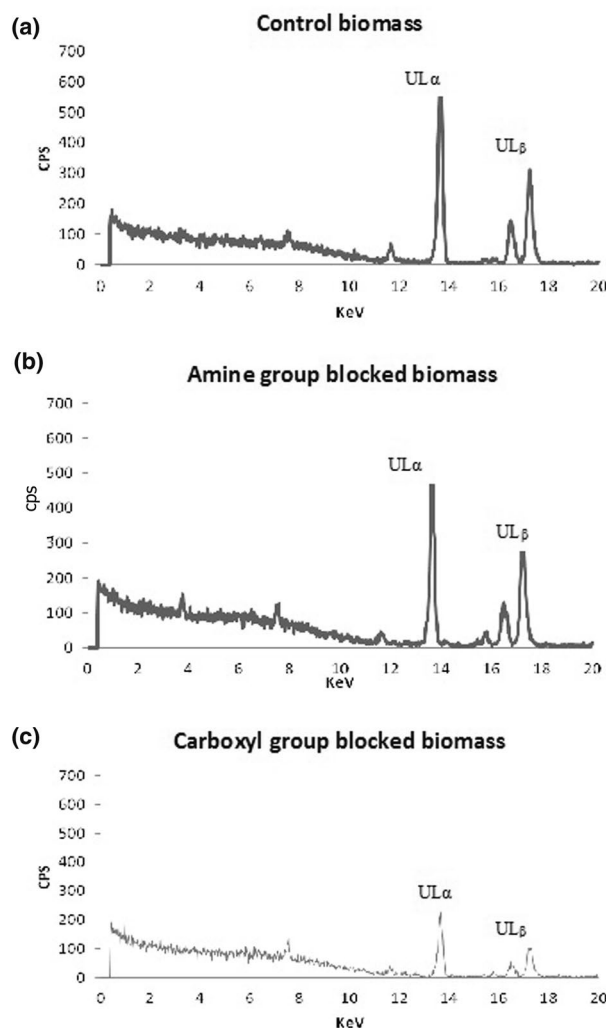 (a)
Control biomass
700
600
500
400
300
200
100
0
CPS
ULα
ULβ
0 2 4 6 8 10 12 14 16 18 20
KeV
(b)
Amine group blocked biomass
700
600
500
400
300
200
100
0
cps
ULα
ULβ
0 2 4 6 8 10 12 14 16 18 20
KeV
(c)
Carboxyl group blocked biomass
700
600
500
400
300
200
100
0
CPS
ULα
ULβ
0 2 4 6 8 10 12 14 16 18 20
KeV